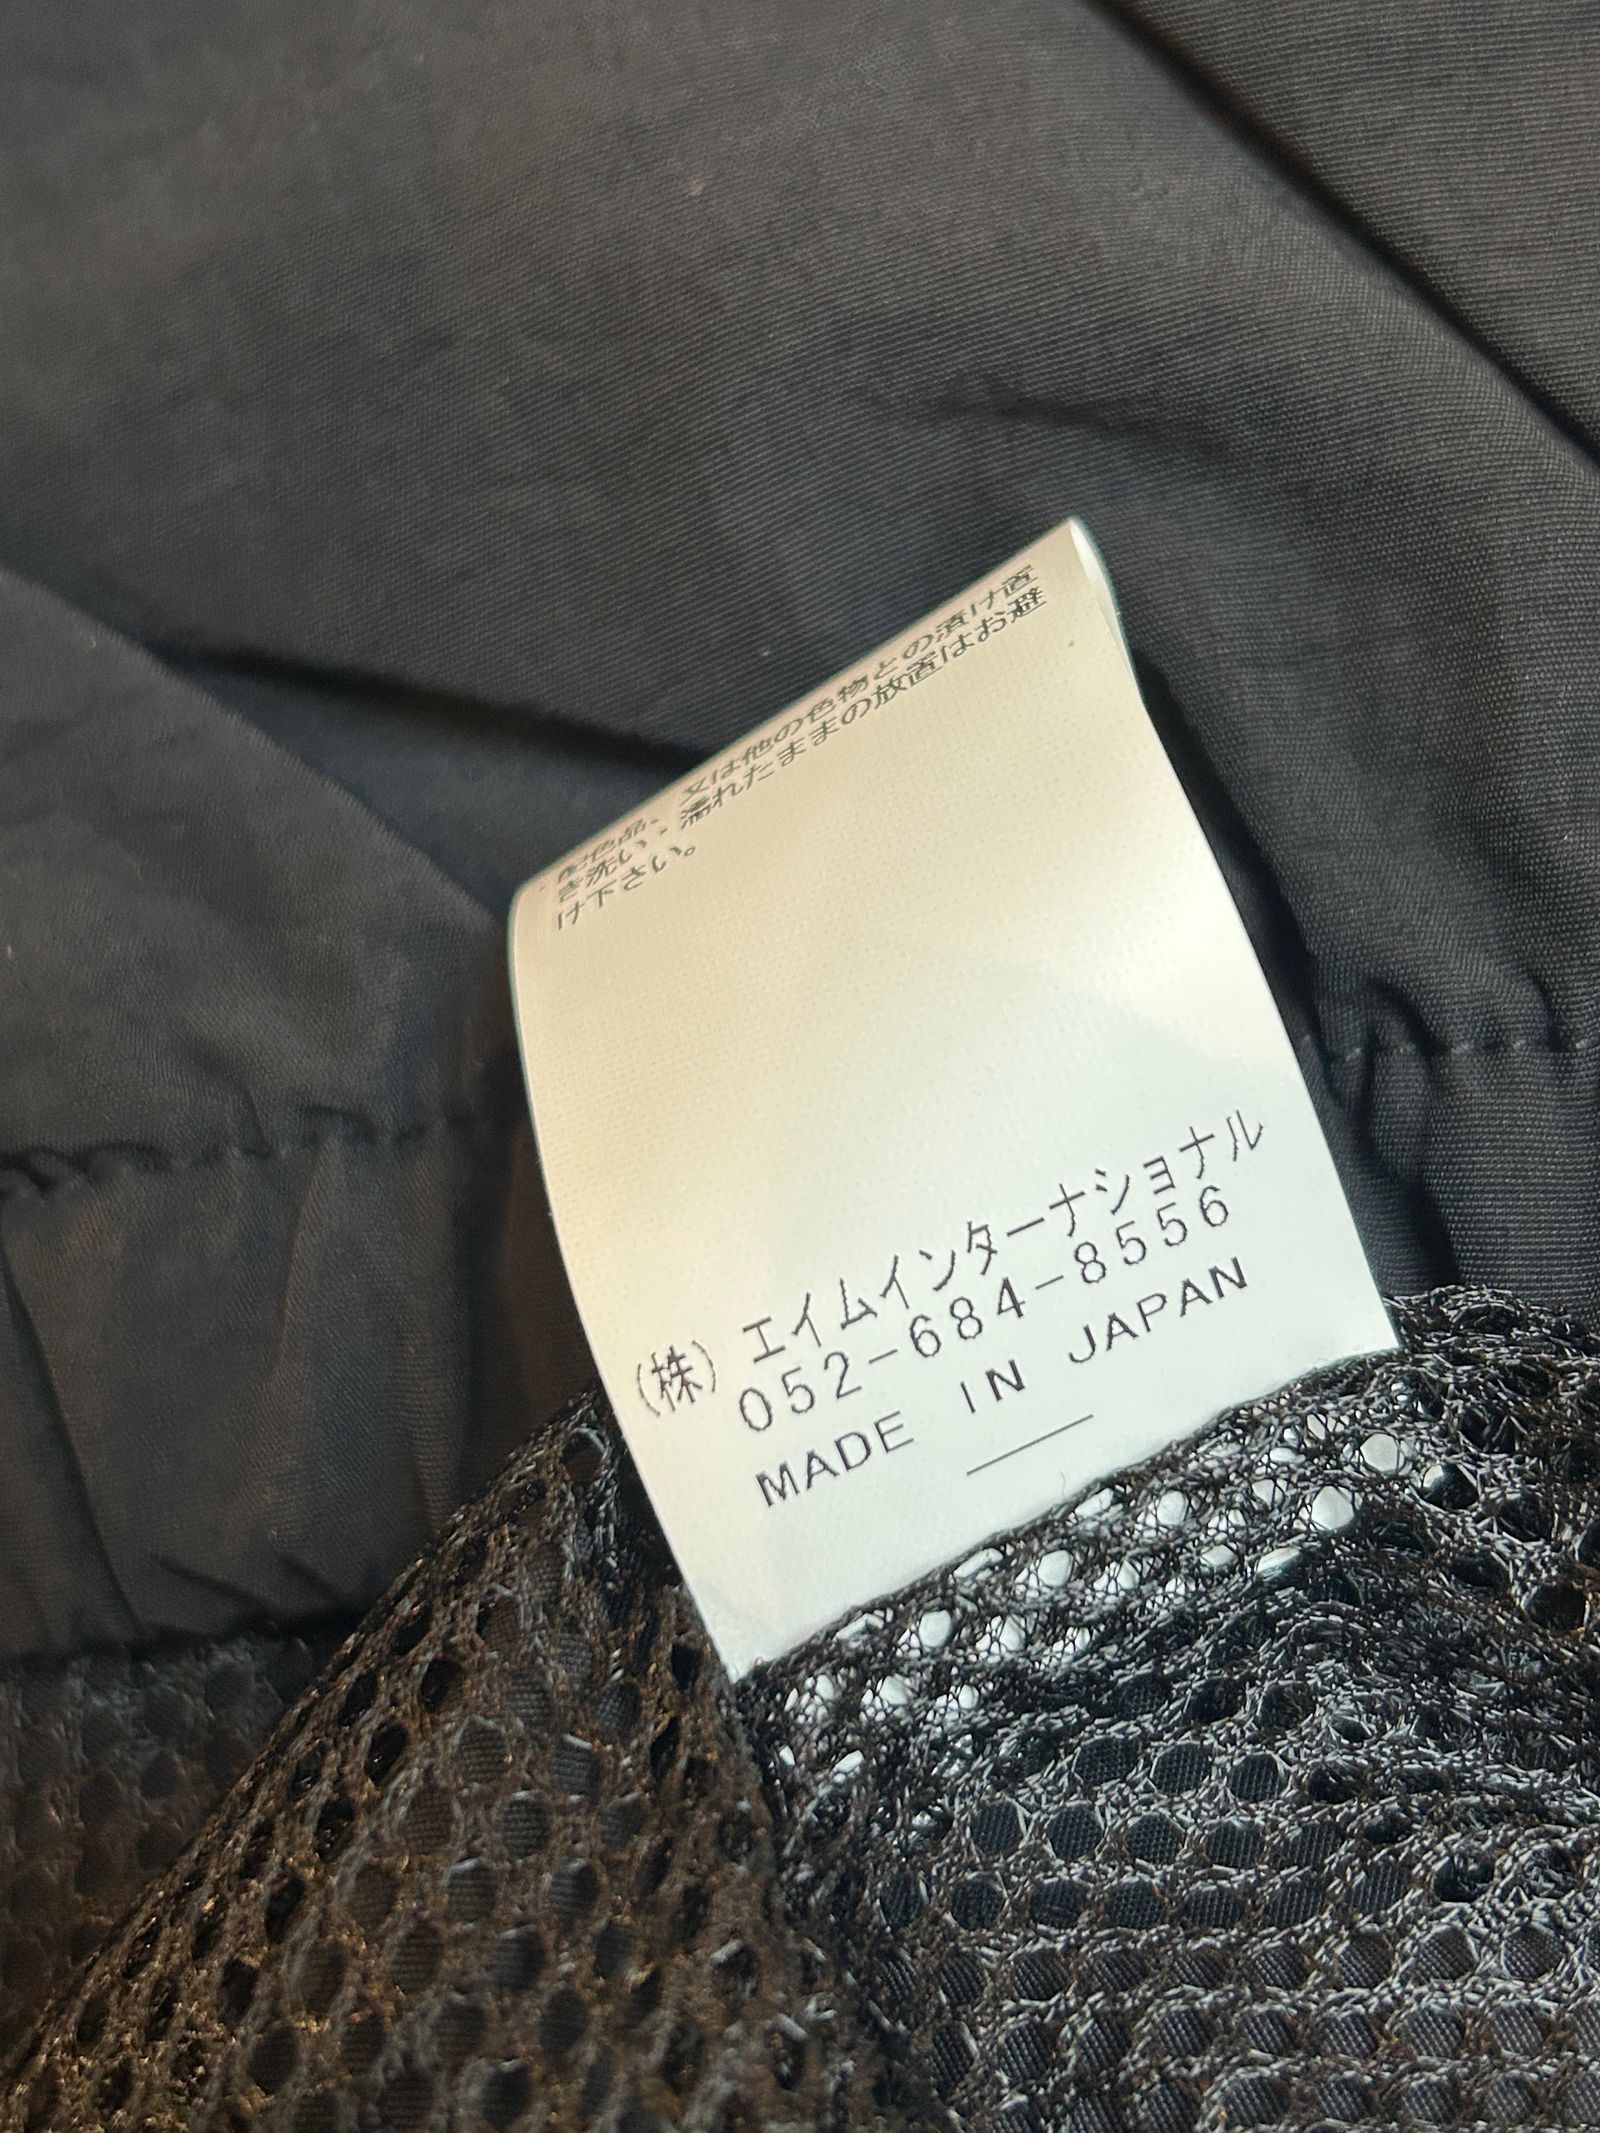 ・配色品、又は他の色物との漬け置
き洗い、濡れたままの放置はお避
け下さい。
(株) エイムインターナショナル
052-684-8556
MADE IN JAPAN